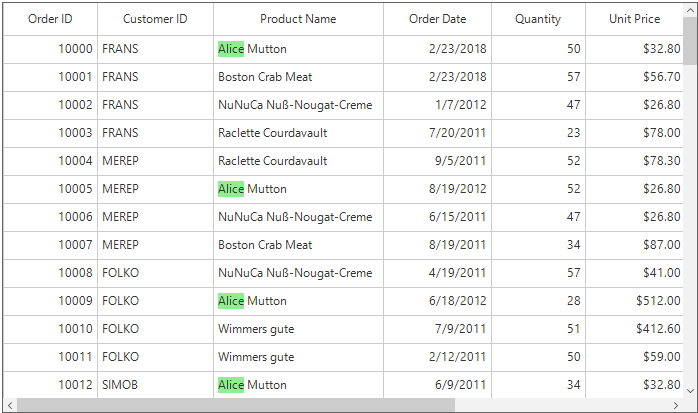 Order ID Customer ID Product Name Order Date Quantity Unit Price
10000 FRANS Alice Mutton 2/23/2018 50 $32.80
10001 FRANS Boston Crab Meat 2/23/2018 57 $56.70
10002 FRANS NuNuCa Nuß-Nougat-Creme 1/7/2012 47 $26.80
10003 FRANS Raclette Courdavault 7/20/2011 23 $78.00
10004 MEREP Raclette Courdavault 9/5/2011 52 $78.30
10005 MEREP Alice Mutton 8/19/2012 52 $26.80
10006 MEREP NuNuCa Nuß-Nougat-Creme 6/15/2011 47 $26.80
10007 MEREP Boston Crab Meat 8/19/2011 34 $87.00
10008 FOLKO NuNuCa Nuß-Nougat-Creme 4/19/2011 57 $41.00
10009 FOLKO Alice Mutton 6/18/2012 28 $512.00
10010 FOLKO Wimmers gute 7/9/2011 51 $412.60
10011 FOLKO Wimmers gute 2/12/2011 50 $59.00
10012 SIMOB Alice Mutton 6/9/2011 34 $32.80